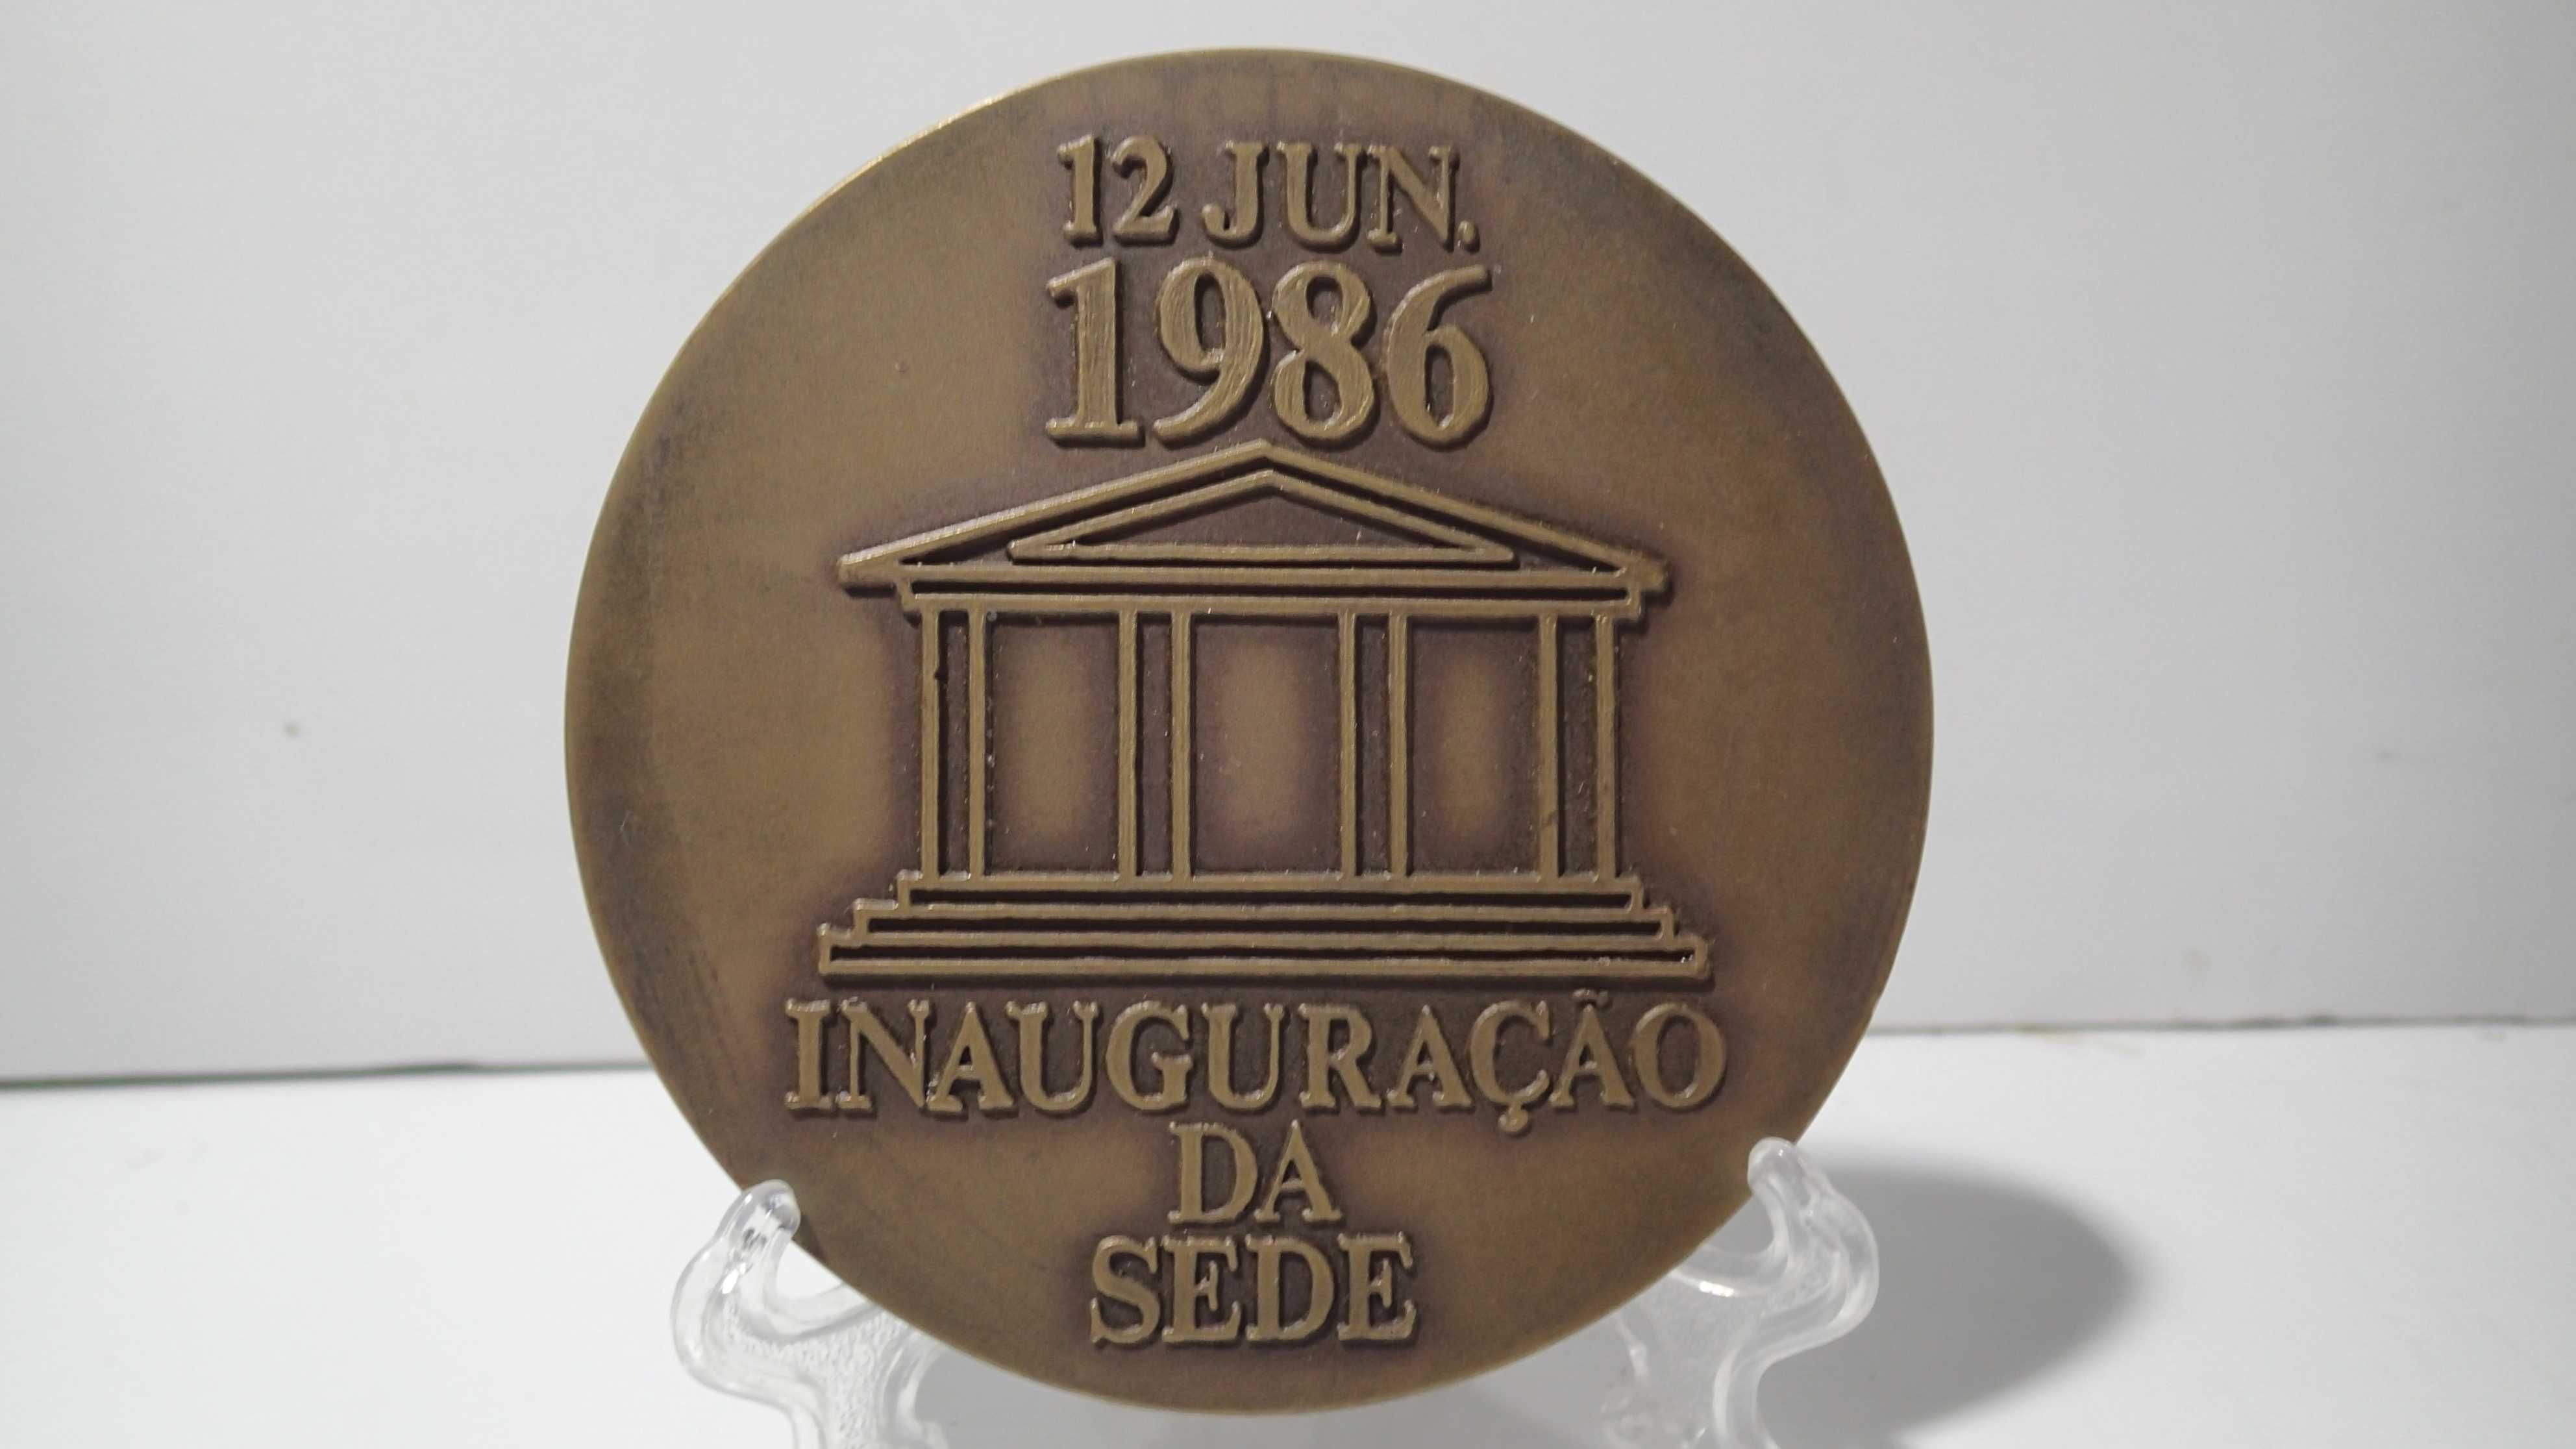 12 JUN.
1986
INAUGURAÇÃO
DA
SEDE